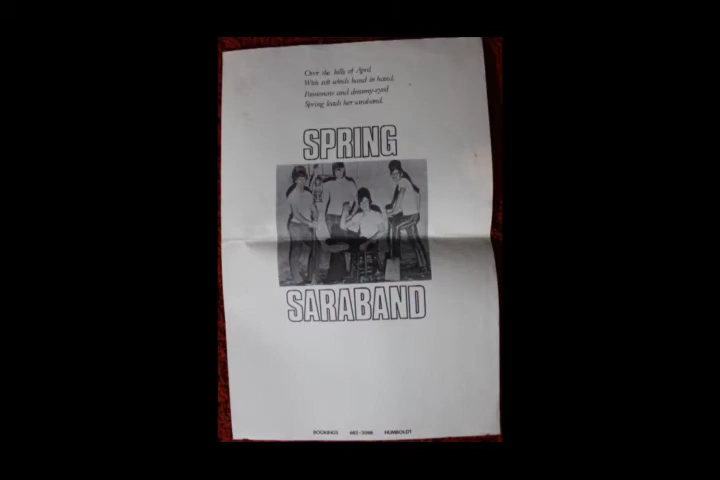 Over the hills of April
With soft winds hand in hand,
Passionate and dreamy-eyed
Spring leads her saraband.
SPRING
SARABAND
BOOKINGS HUMBOLDT